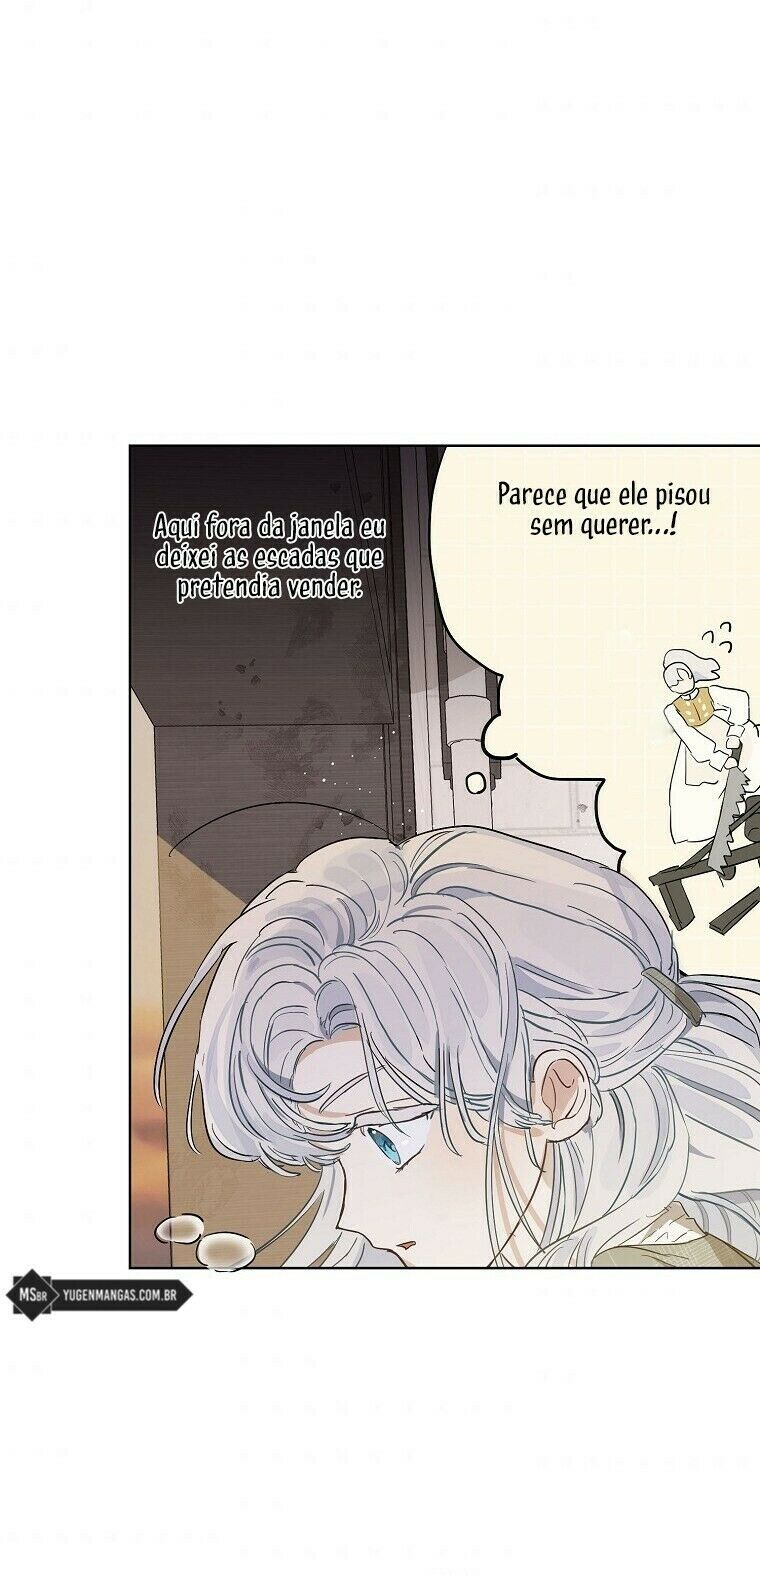 Parece que ele pisou
sem querer...!
Aqui fora da janela eu
deixei as escadas que
pretendia vender.
MSBR
YUGENMANGAS.COM.BR